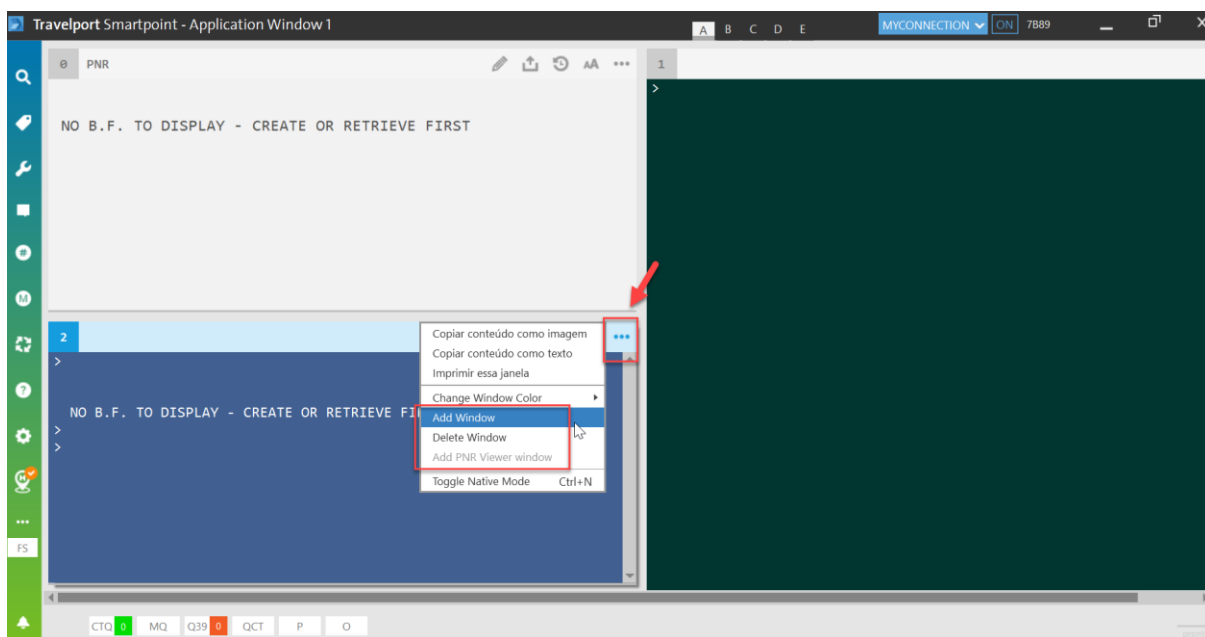 Travelport Smartpoint - Application Window 1
A B C D E
MYCONNECTION ON 7B89
0 PNR
AA
1
>
NO B.F. TO DISPLAY - CREATE OR RETRIEVE FIRST
2
>
NO B.F. TO DISPLAY - CREATE OR RETRIEVE FI
>
>
Copiar conteúdo como imagem
Copiar conteúdo como texto
Imprimir essa janela
Change Window Color
Add Window
Delete Window
Add PNR Viewer window
Toggle Native Mode Ctrl+N
#
M
?
H
FS
CTQ 0 MQ Q39 0 QCT P O